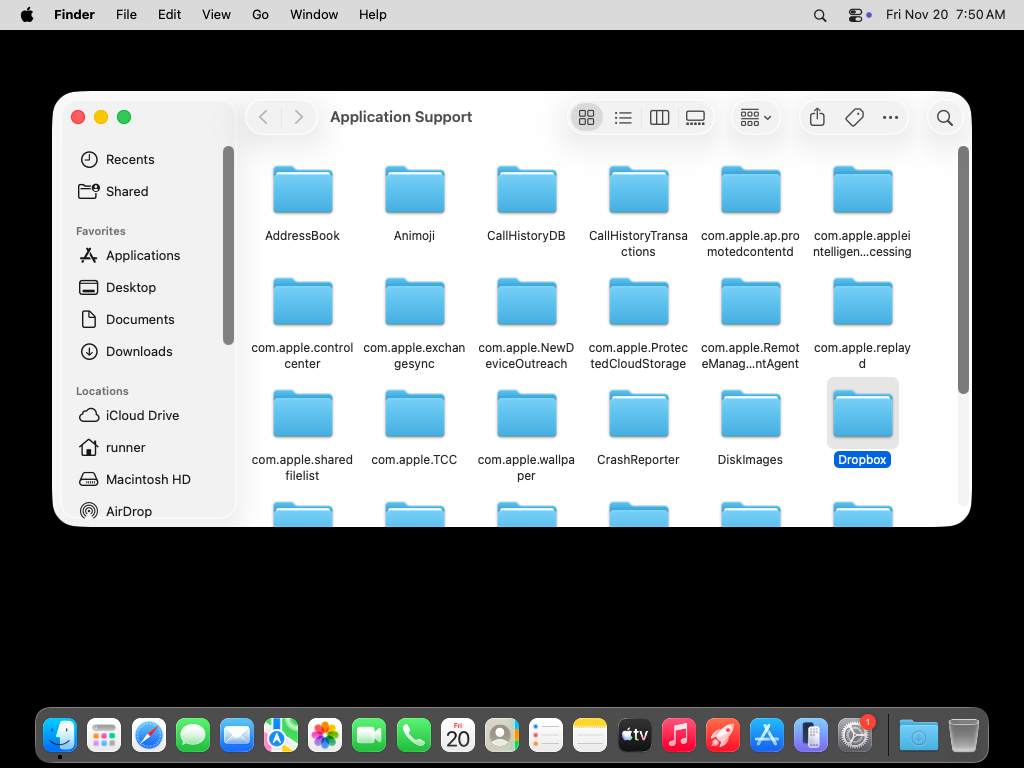 Finder File Edit View Go Window Help Fri Nov 20 7:50 AM
Application Support
Recents
Shared
Favorites
Applications
Desktop
Documents
Downloads
Locations
iCloud Drive
runner
Macintosh HD
AirDrop
AddressBook
Animoji
CallHistoryDB
CallHistoryTransa
ctions
com.apple.ap.pro
motedcontentd
com.apple.applei
ntelligen...cessing
com.apple.control
center
com.apple.exchan
gesync
com.apple.NewD
eviceOutreach
com.apple.Protec
tedCloudStorage
com.apple.Remot
eManag...ntAgent
com.apple.replay
d
com.apple.shared
filelist
com.apple.TCC
com.apple.wallpa
per
CrashReporter
DiskImages
Dropbox
Fri
20
tv
1